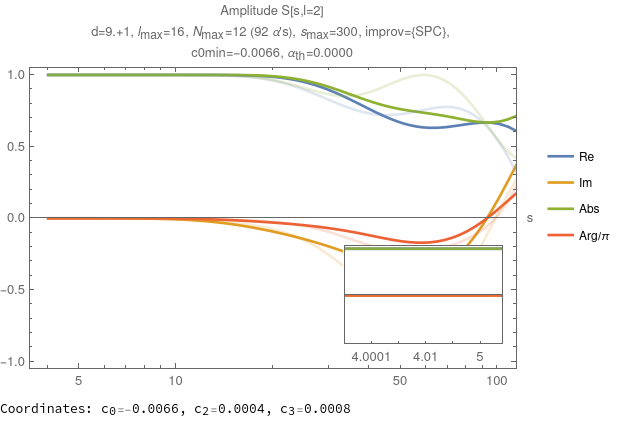 Amplitude S[s,l=2]
d=9.+1, lmax=16, Nmax=12 (92 α's), smax=300, improv={SPC},
c0min=-0.0066, αth=0.0000
1.0
0.5
0.0
-0.5
-1.0
s
Re
Im
Abs
Arg/π
4.0001 4.01 5
5 10 50 100
Coordinates: c0=-0.0066, c2=0.0004, c3=0.0008